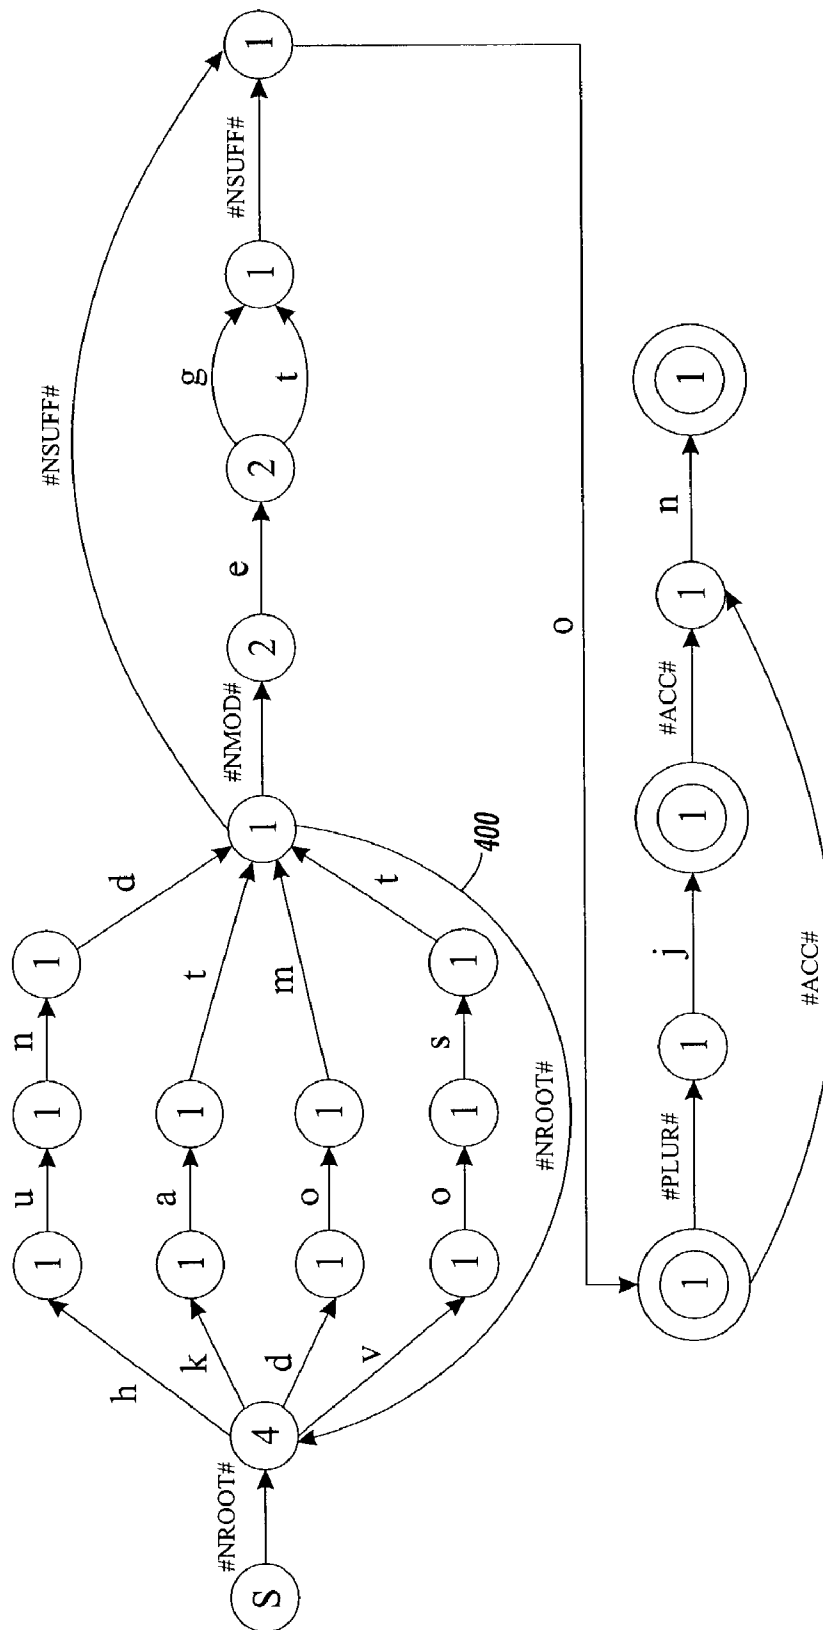 S
#NROOT#
4
h
k
d
v
1
u
1
n
1
d
1
a
1
t
1
o
1
m
1
o
1
s
1
t
1
400
#NROOT#
#NSUFF#
#NMOD#
2
e
2
g
t
1
#NSUFF#
1
o
1
#PLUR#
1
j
1
#ACC#
1
n
1
#ACC#